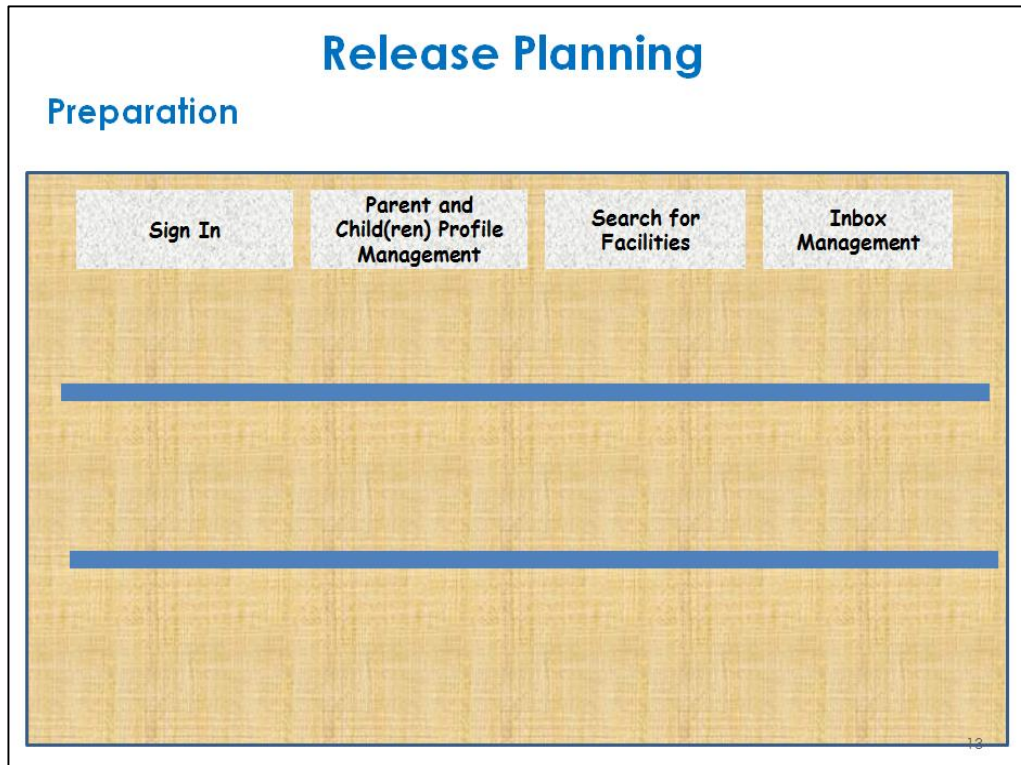 Release Planning
Preparation
Sign In
Parent and
Child(ren) Profile
Management
Search for
Facilities
Inbox
Management
13